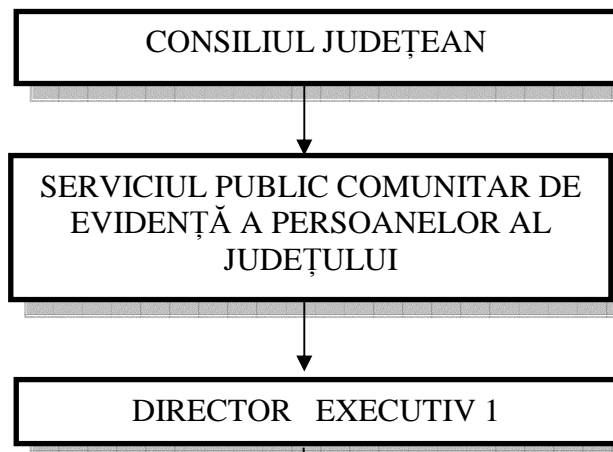 CONSILIUL JUDEȚEAN
SERVICIUL PUBLIC COMUNITAR DE
EVIDENȚĂ A PERSOANELOR AL
JUDEȚULUI
DIRECTOR EXECUTIV 1